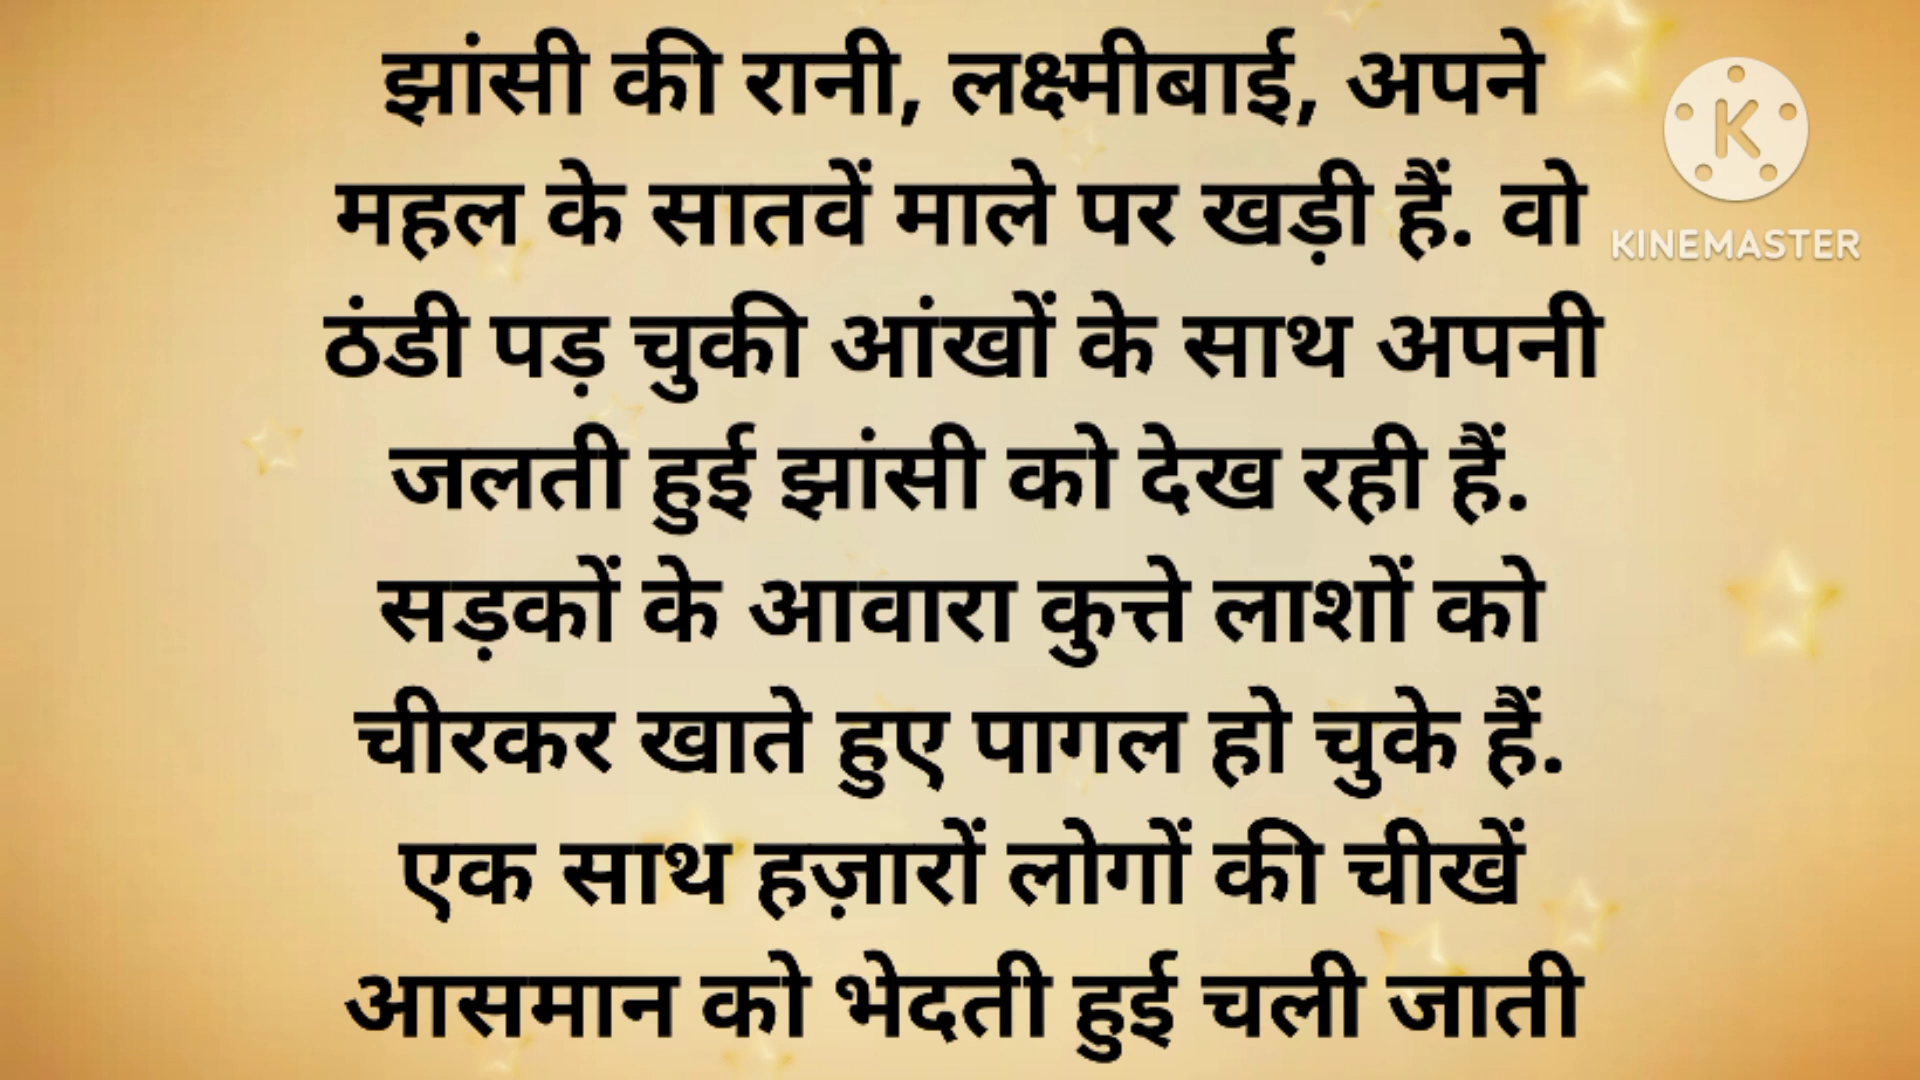 झांसी की रानी, लक्ष्मीबाई, अपने
महल के सातवें माले पर खड़ी हैं. वो
ठंडी पड़ चुकी आंखों के साथ अपनी
जलती हुई झांसी को देख रही हैं.
सड़कों के आवारा कुत्ते लाशों को
चीरकर खाते हुए पागल हो चुके हैं.
एक साथ हज़ारों लोगों की चीखें
आसमान को भेदती हुई चली जाती
K
KINEMASTER